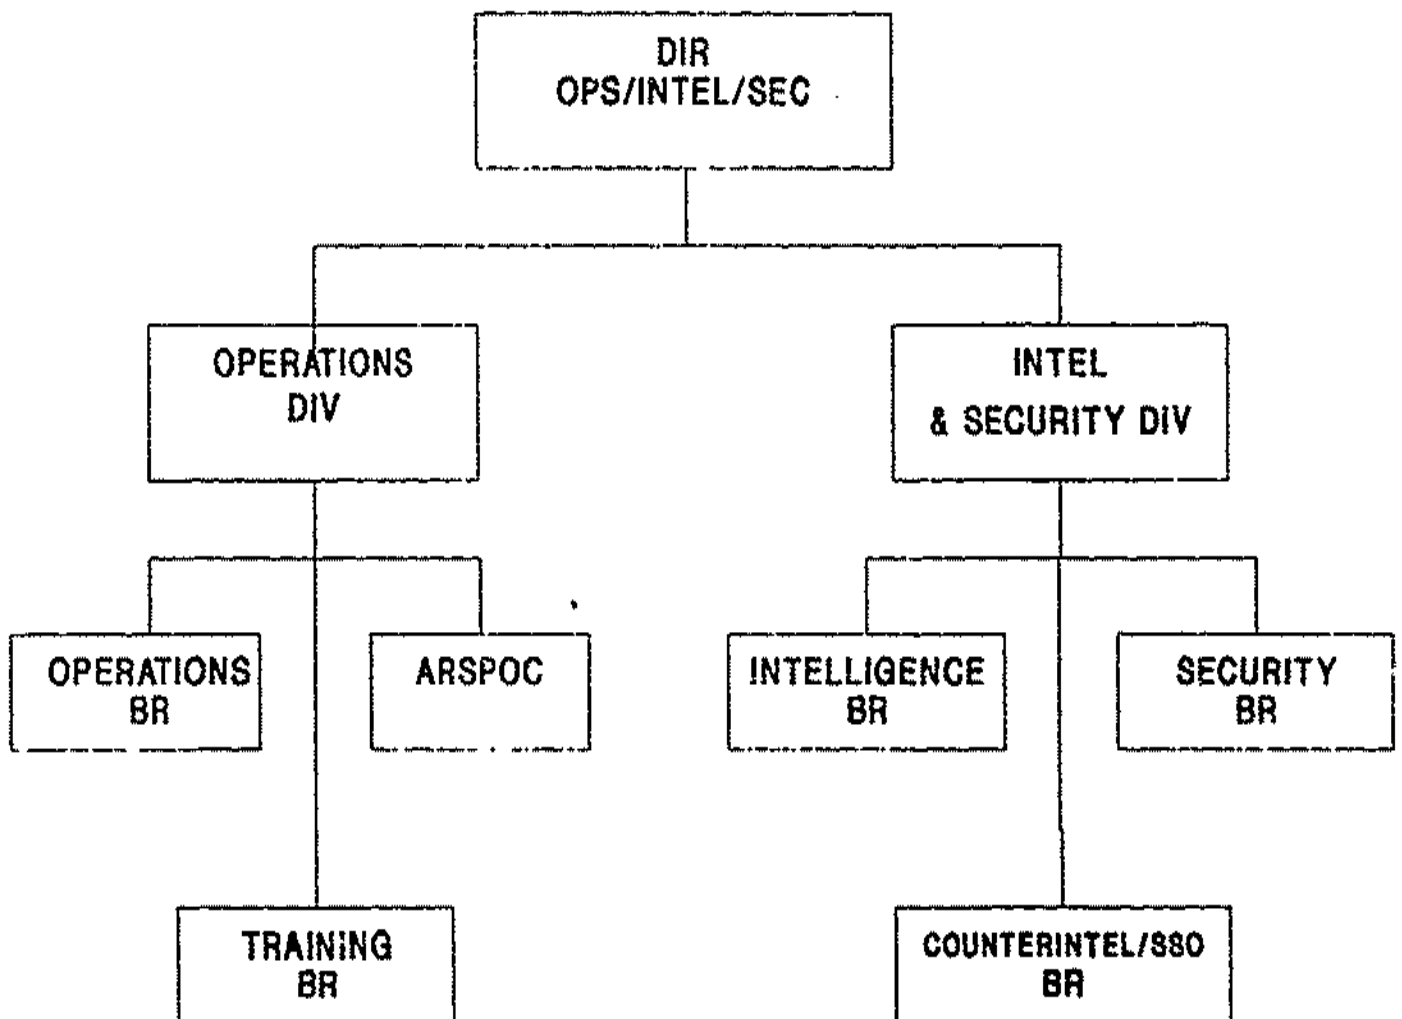 DIR
OPS/INTEL/SEC
OPERATIONS
DIV
INTEL
& SECURITY DIV
OPERATIONS
BR
ARSPOC
INTELLIGENCE
BR
SECURITY
BR
TRAINING
BR
COUNTERINTEL/SSO
BR